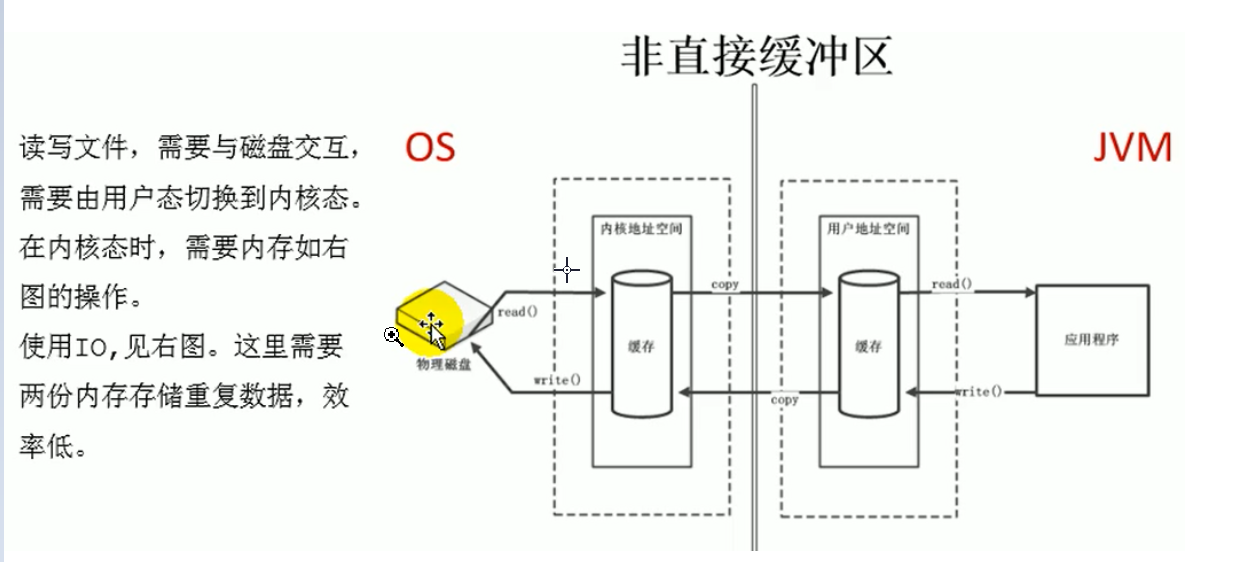 非直接缓冲区
读写文件，需要与磁盘交互，
需要由用户态切换到内核态。
在内核态时，需要内存如右
图的操作。
使用IO,见右图。这里需要
两份内存存储重复数据，效
率低。
OS
JVM
内核地址空间
用户地址空间
copy
read()
read()
缓存
缓存
应用程序
物理磁盘
write()
copy
write()